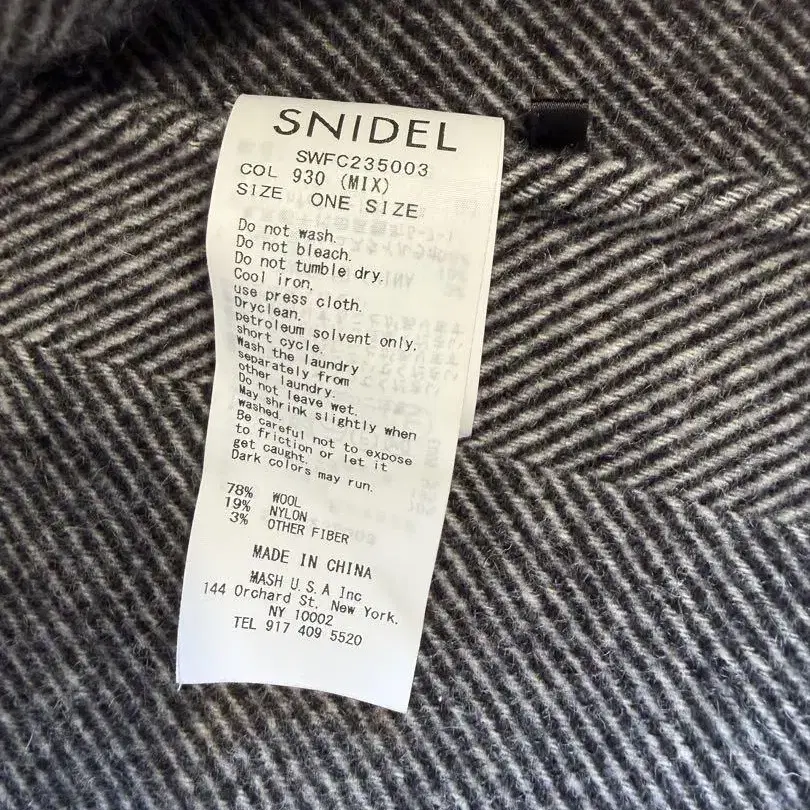 SNIDEL
SWFC235003
COL 930 (MIX)
SIZE ONE SIZE
Do not wash.
Do not bleach.
Do not tumble dry.
Cool iron.
use press cloth.
Dryclean.
petroleum solvent only.
short cycle.
Wash the laundry
separately from
other laundry.
Do not leave wet.
May shrink slightly when
washed.
Be careful not to expose
to friction or let it
get caught.
Dark colors may run.
78% WOOL
19% NYLON
3% OTHER FIBER
MADE IN CHINA
MASH U.S.A Inc
144 Orchard St, New York.
NY 10002
TEL 917 409 5520